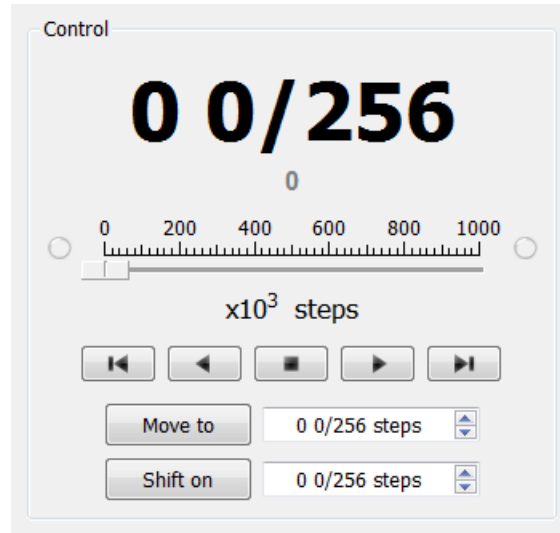 Control
0 0/256
0
0 200 400 600 800 1000
x10³ steps
Move to 0 0/256 steps
Shift on 0 0/256 steps